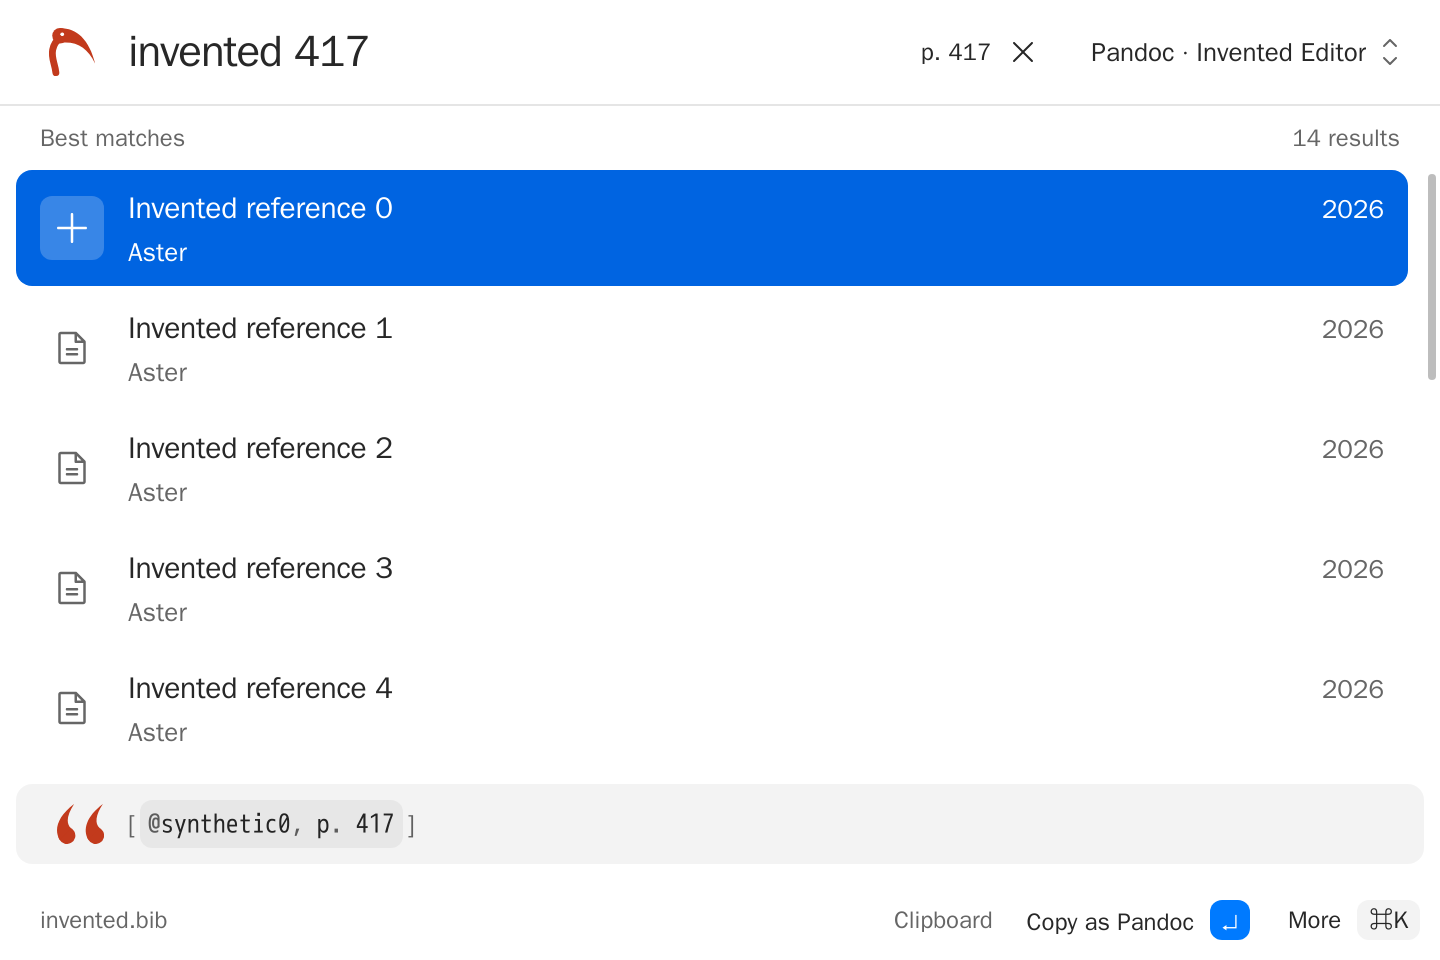 invented 417
p. 417
Pandoc · Invented Editor
Best matches
14 results
Invented reference 0
2026
Aster
Invented reference 1
2026
Aster
Invented reference 2
2026
Aster
Invented reference 3
2026
Aster
Invented reference 4
2026
Aster
[@synthetic0, p. 417]
invented.bib
Clipboard
Copy as Pandoc
More
⌘K